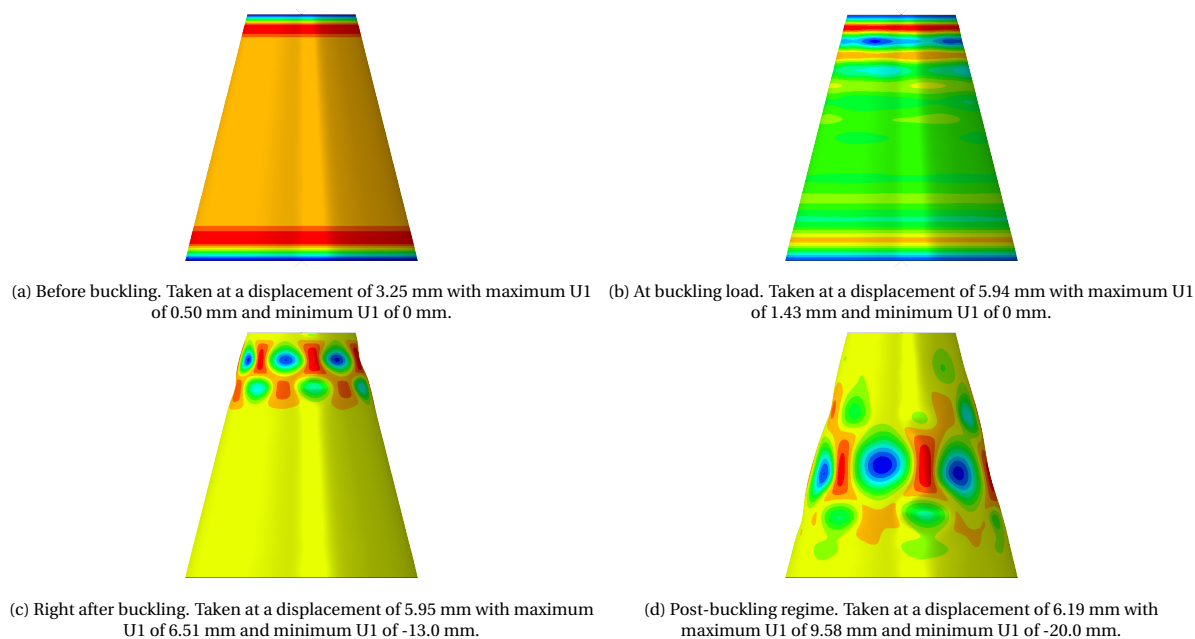 (a) Before buckling. Taken at a displacement of 3.25 mm with maximum U1
of 0.50 mm and minimum U1 of 0 mm.
(b) At buckling load. Taken at a displacement of 5.94 mm with maximum U1
of 1.43 mm and minimum U1 of 0 mm.
(c) Right after buckling. Taken at a displacement of 5.95 mm with maximum
U1 of 6.51 mm and minimum U1 of -13.0 mm.
(d) Post-buckling regime. Taken at a displacement of 6.19 mm with
maximum U1 of 9.58 mm and minimum U1 of -20.0 mm.